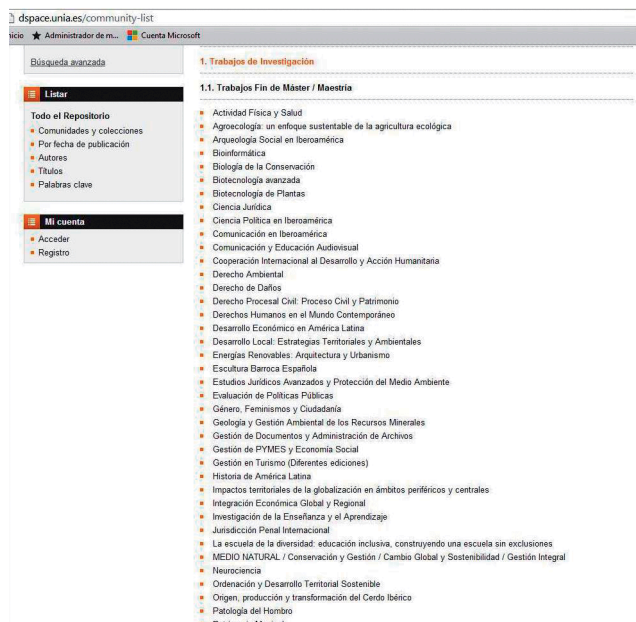 dspace.unia.es/community-list
nicio Administrador de m... Cuenta Microsoft
Búsqueda avanzada
Listar
Todo el Repositorio
Comunidades y colecciones
Por fecha de publicación
Autores
Títulos
Palabras clave
Mi cuenta
Acceder
Registro
1. Trabajos de Investigación
1.1. Trabajos Fin de Máster / Maestría
Actividad Física y Salud
Agroecología: un enfoque sustentable de la agricultura ecológica
Arqueología Social en Iberoamérica
Bioinformática
Biología de la Conservación
Biotecnología avanzada
Biotecnología de Plantas
Ciencia Jurídica
Ciencia Política en Iberoamérica
Comunicación en Iberoamérica
Comunicación y Educación Audiovisual
Cooperación Internacional al Desarrollo y Acción Humanitaria
Derecho Ambiental
Derecho de Daños
Derecho Procesal Civil: Proceso Civil y Patrimonio
Derechos Humanos en el Mundo Contemporáneo
Desarrollo Económico en América Latina
Desarrollo Local: Estrategias Territoriales y Ambientales
Energías Renovables: Arquitectura y Urbanismo
Escultura Barroca Española
Estudios Jurídicos Avanzados y Protección del Medio Ambiente
Evaluación de Políticas Públicas
Género, Feminismos y Ciudadanía
Geología y Gestión Ambiental de los Recursos Minerales
Gestión de Documentos y Administración de Archivos
Gestión de PYMES y Economía Social
Gestión en Turismo (Diferentes ediciones)
Historia de América Latina
Impactos territoriales de la globalización en ámbitos periféricos y centrales
Integración Económica Global y Regional
Investigación de la Enseñanza y el Aprendizaje
Jurisdicción Penal Internacional
La escuela de la diversidad: educación inclusiva, construyendo una escuela sin exclusiones
MEDIO NATURAL / Conservación y Gestión / Cambio Global y Sostenibilidad / Gestión Integral
Neurociencia
Ordenación y Desarrollo Territorial Sostenible
Origen, producción y transformación del Cerdo Ibérico
Patología del Hombro